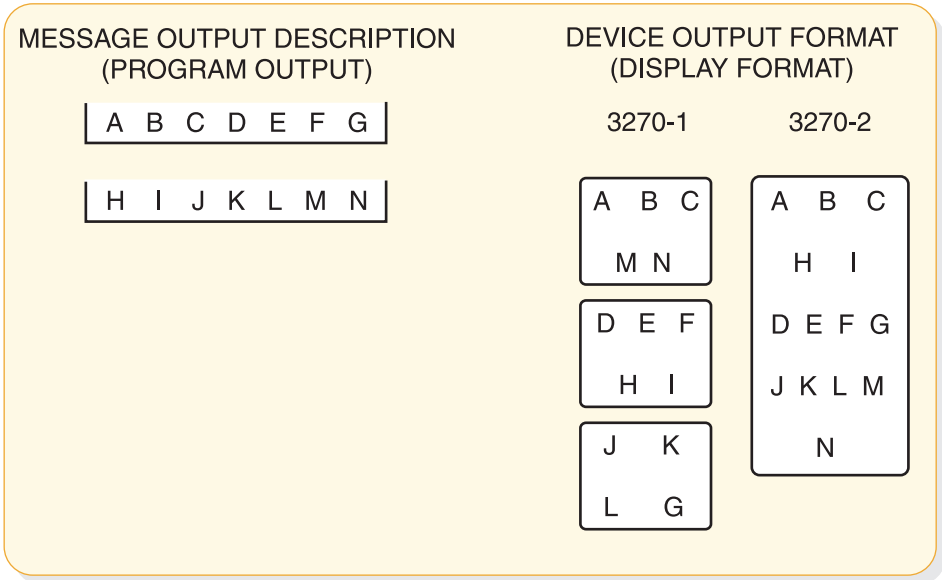 MESSAGE OUTPUT DESCRIPTION
(PROGRAM OUTPUT)
A B C D E F G
H I J K L M N
DEVICE OUTPUT FORMAT
(DISPLAY FORMAT)
3270-1
A B C
M N
D E F
H I
J K
L G
3270-2
A B C
H I
D E F G
J K L M
N